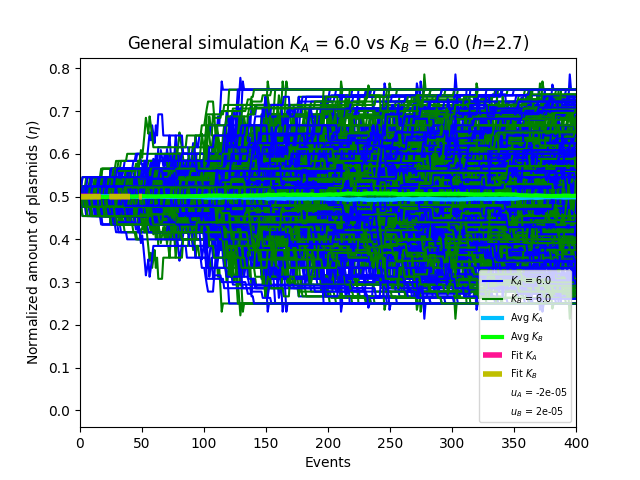 General simulation K_A = 6.0 vs K_B = 6.0 (h=2.7)
Normalized amount of plasmids (η)
0.8
0.7
0.6
0.5
0.4
0.3
0.2
0.1
0.0
K_A = 6.0
K_B = 6.0
Avg K_A
Avg K_B
Fit K_A
Fit K_B
u_A = -2e-05
u_B = 2e-05
0 50 100 150 200 250 300 350 400
Events